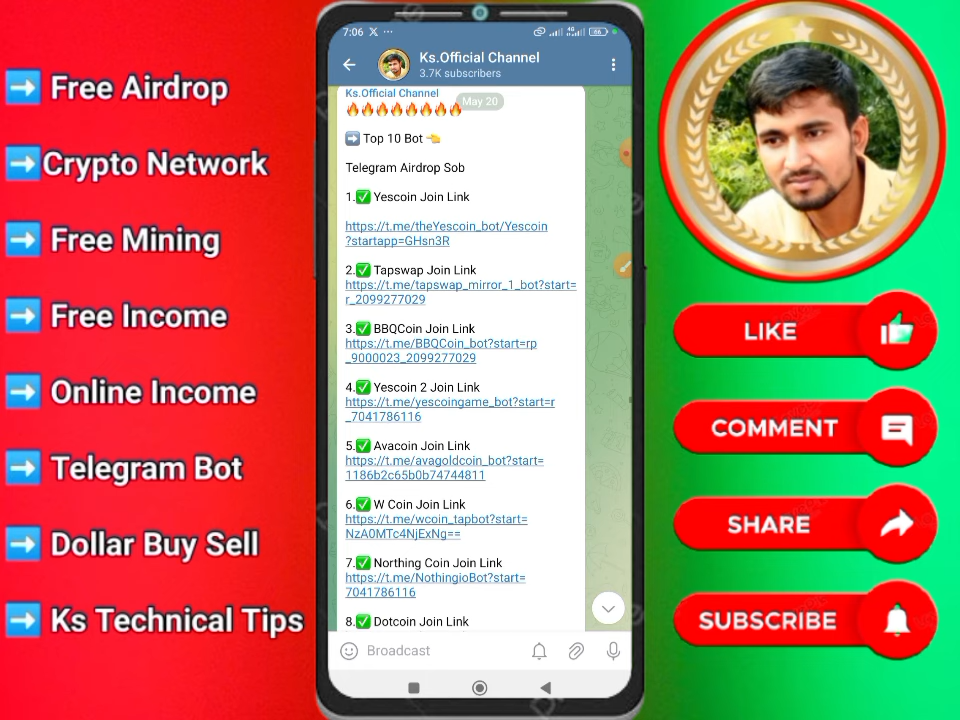 Free Airdrop
Crypto Network
Free Mining
Free Income
Online Income
Telegram Bot
Dollar Buy Sell
Ks Technical Tips
7:06 X ...
4G
66
Ks.Official Channel
3.7K subscribers
Ks.Official Channel
May 20
Top 10 Bot
Telegram Airdrop Sob
1.✅ Yescoin Join Link
https://t.me/theYescoin_bot/Yescoin
?startapp=GHsn3R
2.✅ Tapswap Join Link
https://t.me/tapswap_mirror_1_bot?start=
r_2099277029
3.✅ BBQCoin Join Link
https://t.me/BBQCoin_bot?start=rp
_9000023_2099277029
4.✅ Yescoin 2 Join Link
https://t.me/yescoingame_bot?start=r
_7041786116
5.✅ Avacoin Join Link
https://t.me/avagoldcoin_bot?start=
1186b2c65b0b74744811
6.✅ W Coin Join Link
https://t.me/wcoin_tapbot?start=
NzA0MTc4NjExNg==
7.✅ Northing Coin Join Link
https://t.me/NothingioBot?start=
7041786116
8.✅ Dotcoin Join Link
Broadcast
LIKE
COMMENT
SHARE
SUBSCRIBE